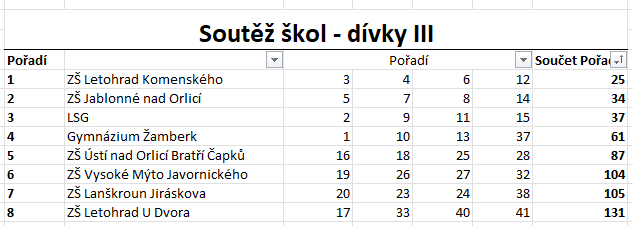 Soutěž škol - dívky III
Pořadí Pořadí Součet Pořa
1 ZŠ Letohrad Komenského 3 4 6 12 25
2 ZŠ Jablonné nad Orlicí 5 7 8 14 34
3 LSG 2 9 11 15 37
4 Gymnázium Žamberk 1 10 13 37 61
5 ZŠ Ústí nad Orlicí Bratří Čapků 16 18 25 28 87
6 ZŠ Vysoké Mýto Javornického 19 26 27 32 104
7 ZŠ Lanškroun Jiráskova 20 23 24 38 105
8 ZŠ Letohrad U Dvora 17 33 40 41 131